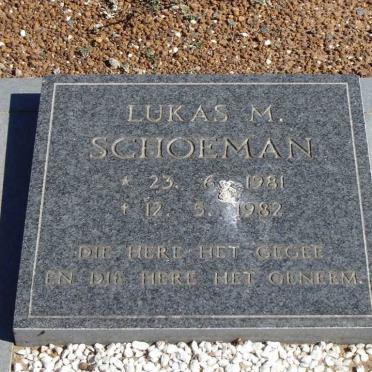 LUKAS M.
SCHOEMAN
* 23. 6. 1981
† 12. 5. 1982
DIE HERE HET GEGEE
EN DIE HERE HET GENEEM.